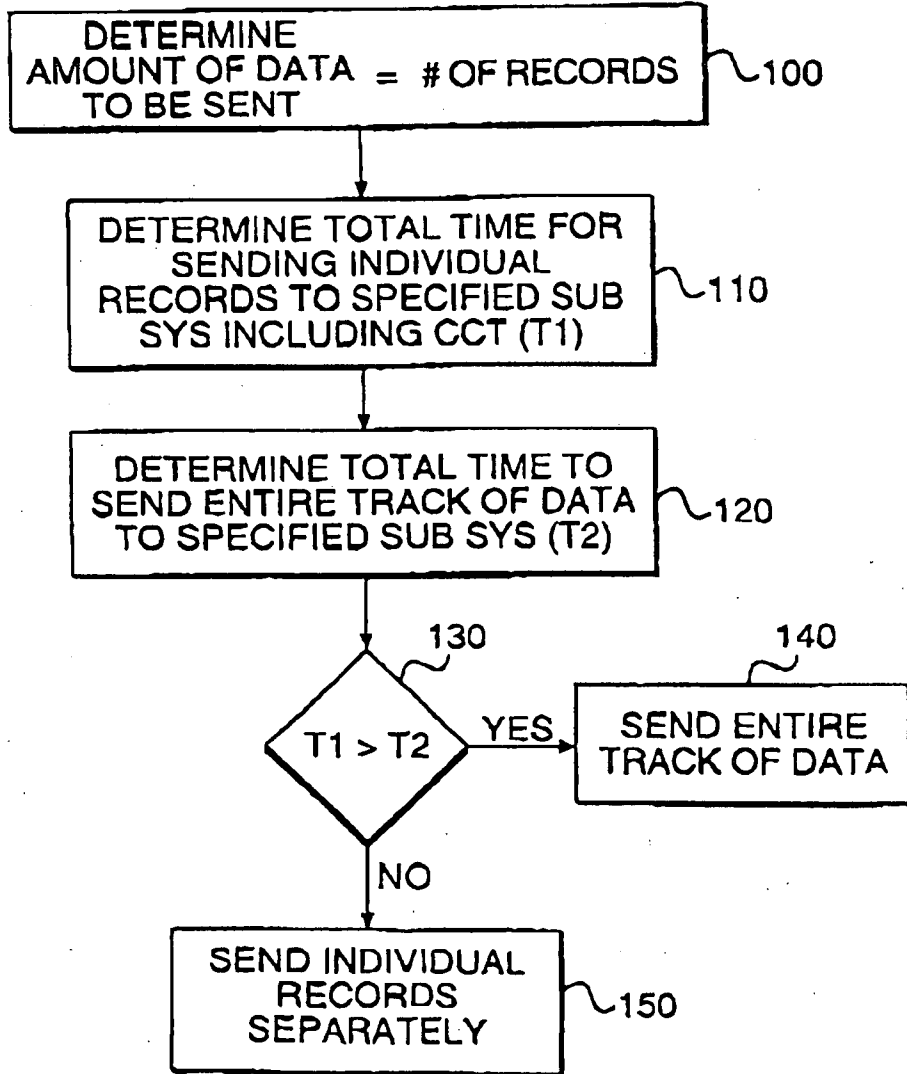 DETERMINE
AMOUNT OF DATA = # OF RECORDS
TO BE SENT
100
DETERMINE TOTAL TIME FOR
SENDING INDIVIDUAL
RECORDS TO SPECIFIED SUB
SYS INCLUDING CCT (T1)
110
DETERMINE TOTAL TIME TO
SEND ENTIRE TRACK OF DATA
TO SPECIFIED SUB SYS (T2)
120
130
T1 > T2
YES
140
SEND ENTIRE
TRACK OF DATA
NO
SEND INDIVIDUAL
RECORDS
SEPARATELY
150